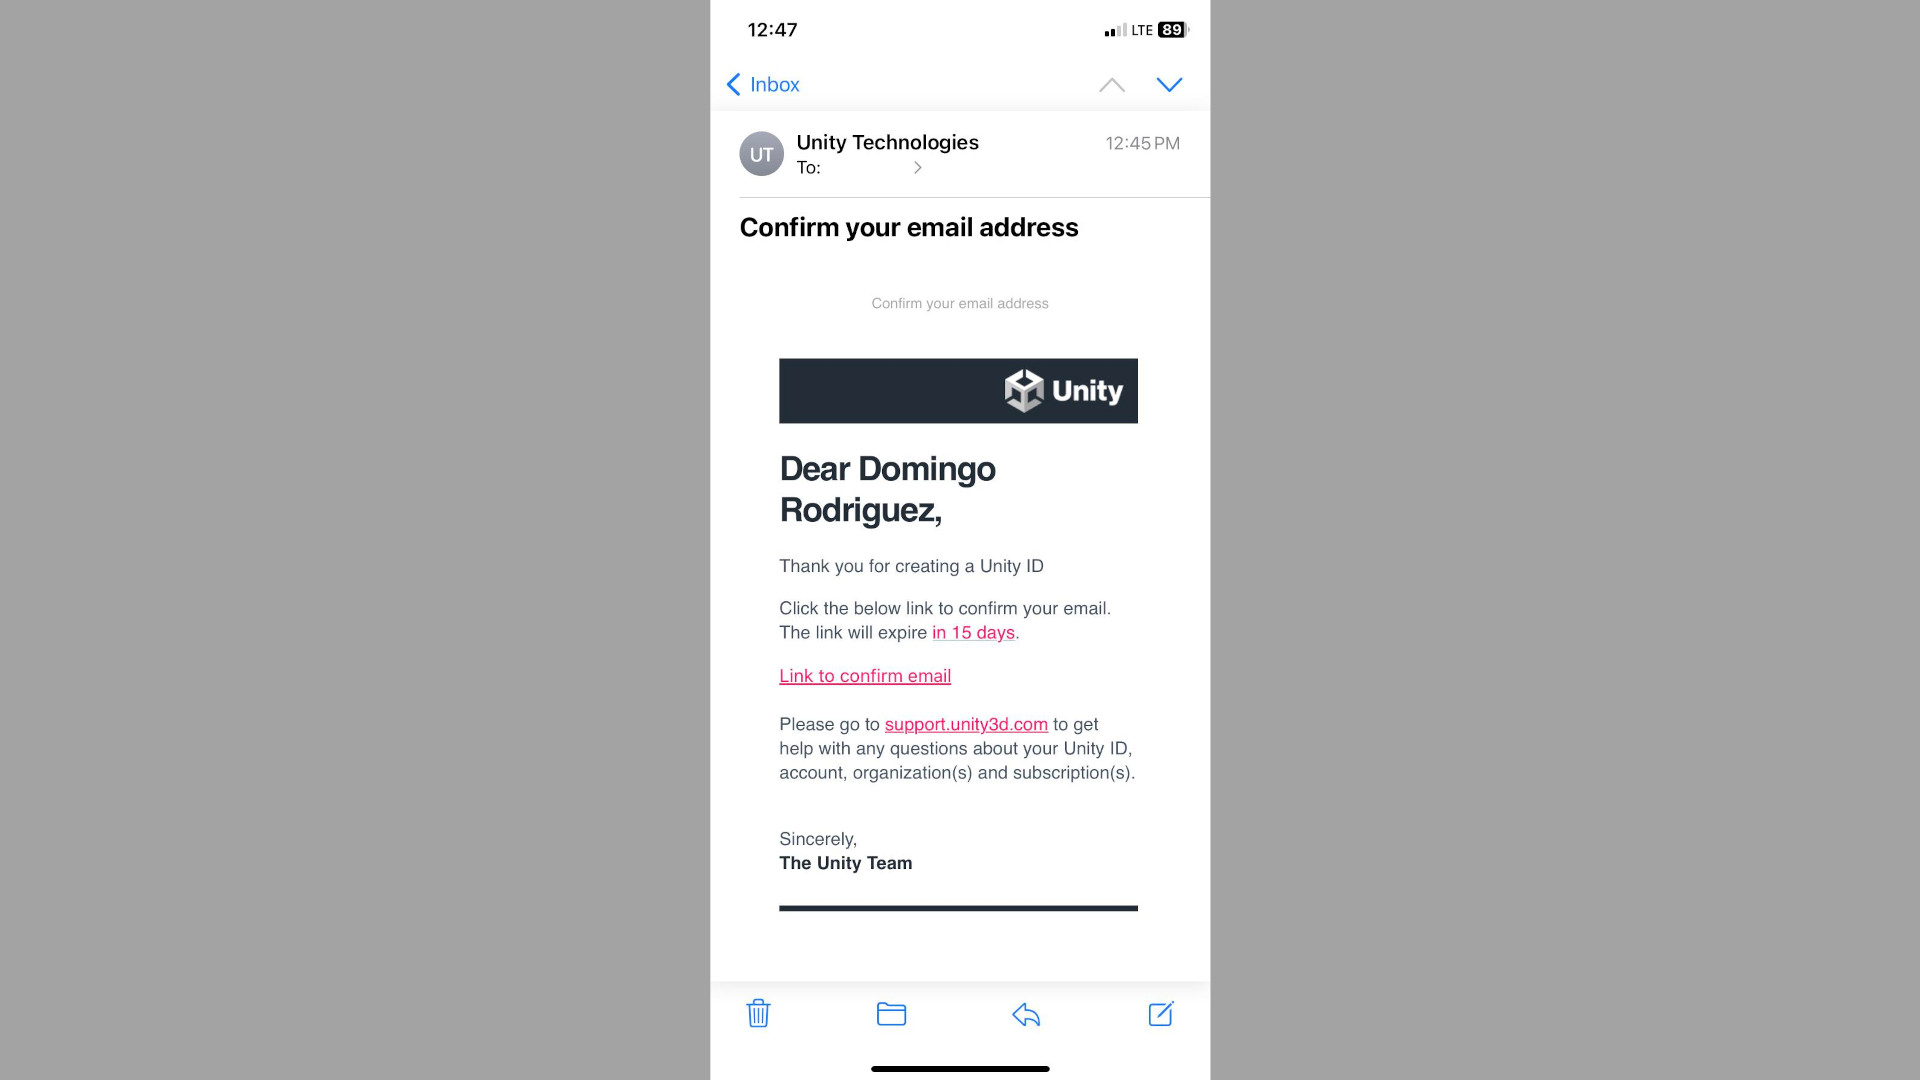 12:47
LTE 89
Inbox
UT
Unity Technologies
12:45 PM
To:
Confirm your email address
Confirm your email address
Unity
Dear Domingo
Rodriguez,
Thank you for creating a Unity ID
Click the below link to confirm your email.
The link will expire in 15 days.
Link to confirm email
Please go to support.unity3d.com to get
help with any questions about your Unity ID,
account, organization(s) and subscription(s).
Sincerely,
The Unity Team